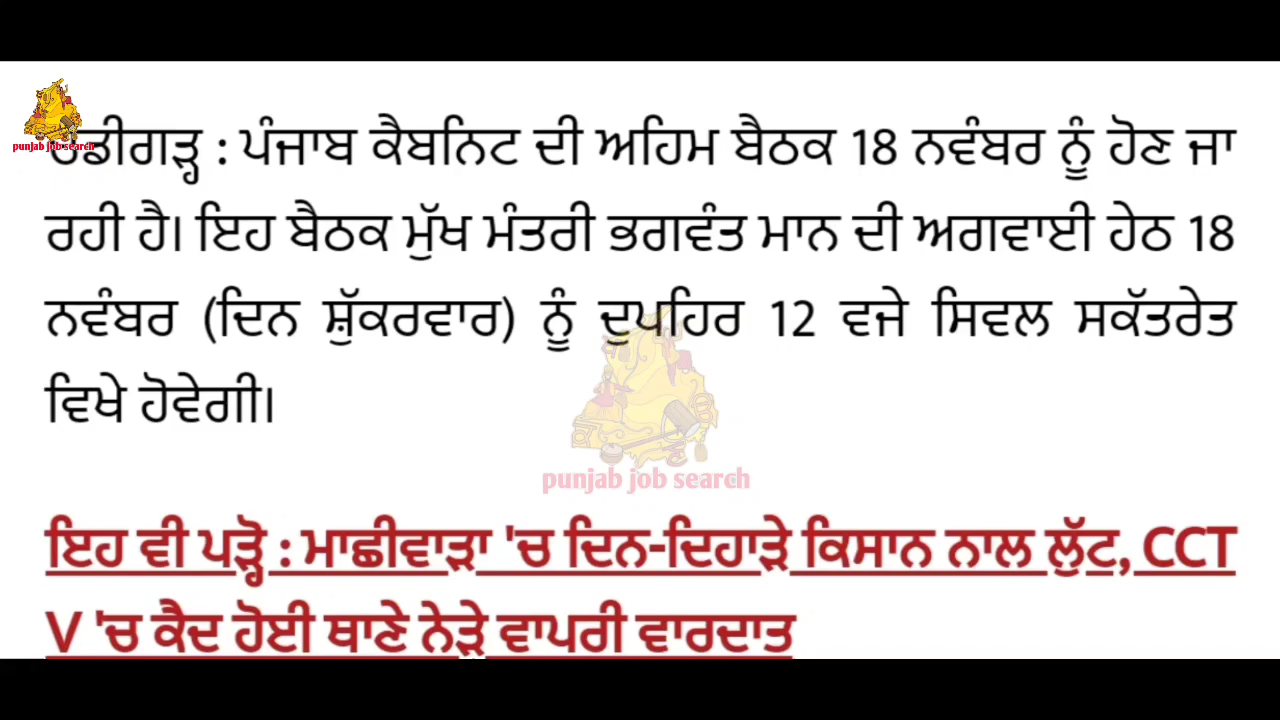 punjab job search
ਚੰਡੀਗੜ੍ਹ : ਪੰਜਾਬ ਕੈਬਨਿਟ ਦੀ ਅਹਿਮ ਬੈਠਕ 18 ਨਵੰਬਰ ਨੂੰ ਹੋਣ ਜਾ
ਰਹੀ ਹੈ। ਇਹ ਬੈਠਕ ਮੁੱਖ ਮੰਤਰੀ ਭਗਵੰਤ ਮਾਨ ਦੀ ਅਗਵਾਈ ਹੇਠ 18
ਨਵੰਬਰ (ਦਿਨ ਸ਼ੁੱਕਰਵਾਰ) ਨੂੰ ਦੁਪਹਿਰ 12 ਵਜੇ ਸਿਵਲ ਸਕੱਤਰੇਤ
ਵਿਖੇ ਹੋਵੇਗੀ।
punjab job search
ਇਹ ਵੀ ਪੜ੍ਹੋ : ਮਾਛੀਵਾੜਾ 'ਚ ਦਿਨ-ਦਿਹਾੜੇ ਕਿਸਾਨ ਨਾਲ ਲੁੱਟ, CCT
V 'ਚ ਕੈਦ ਹੋਈ ਥਾਣੇ ਨੇੜੇ ਵਾਪਰੀ ਵਾਰਦਾਤ